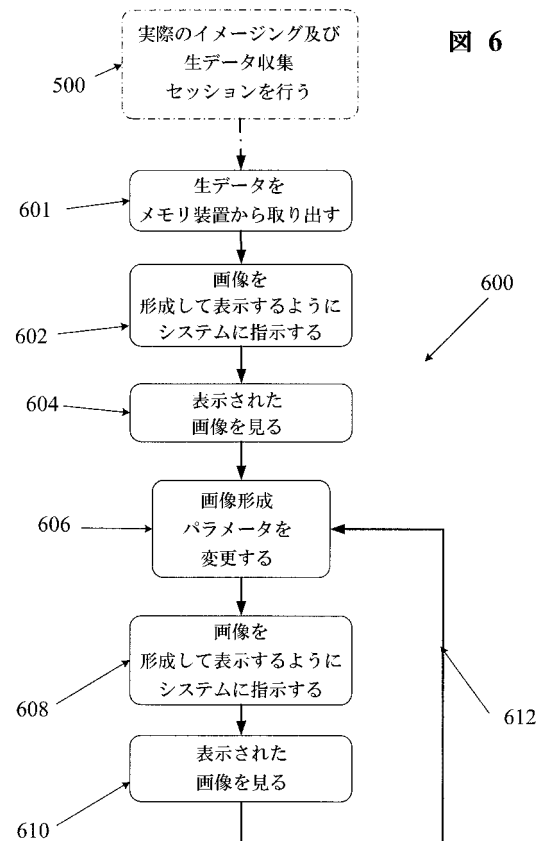 図 6
実際のイメージング及び
生データ収集
セッションを行う
500
生データを
メモリ装置から取り出す
601
画像を
形成して表示するように
システムに指示する
602
600
表示された
画像を見る
604
画像形成
パラメータを
変更する
606
画像を
形成して表示するように
システムに指示する
608
612
表示された
画像を見る
610